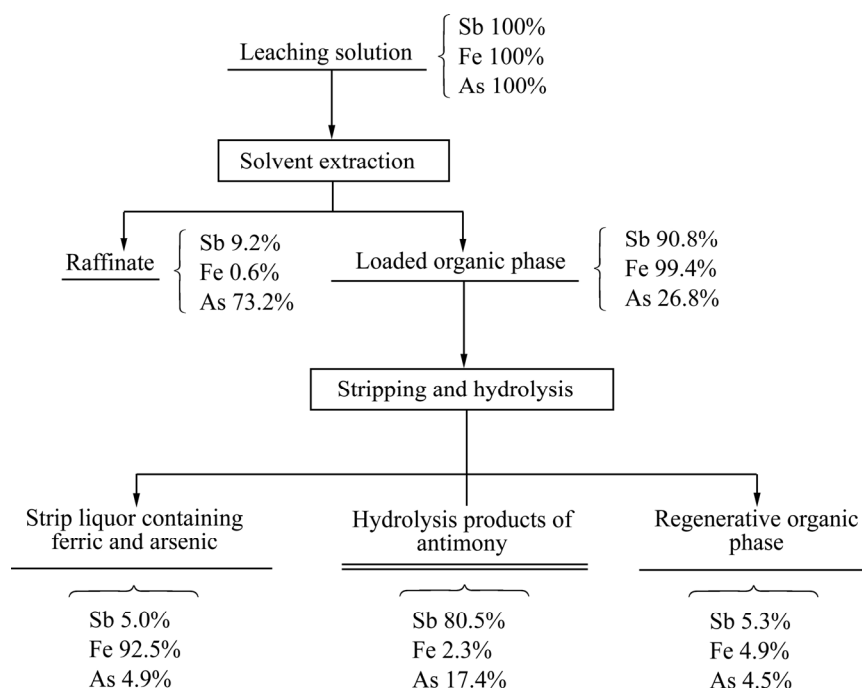 Leaching solution
Sb 100%
Fe 100%
As 100%
Solvent extraction
Raffinate
Sb 9.2%
Fe 0.6%
As 73.2%
Loaded organic phase
Sb 90.8%
Fe 99.4%
As 26.8%
Stripping and hydrolysis
Strip liquor containing
ferric and arsenic
Sb 5.0%
Fe 92.5%
As 4.9%
Hydrolysis products of
antimony
Sb 80.5%
Fe 2.3%
As 17.4%
Regenerative organic
phase
Sb 5.3%
Fe 4.9%
As 4.5%